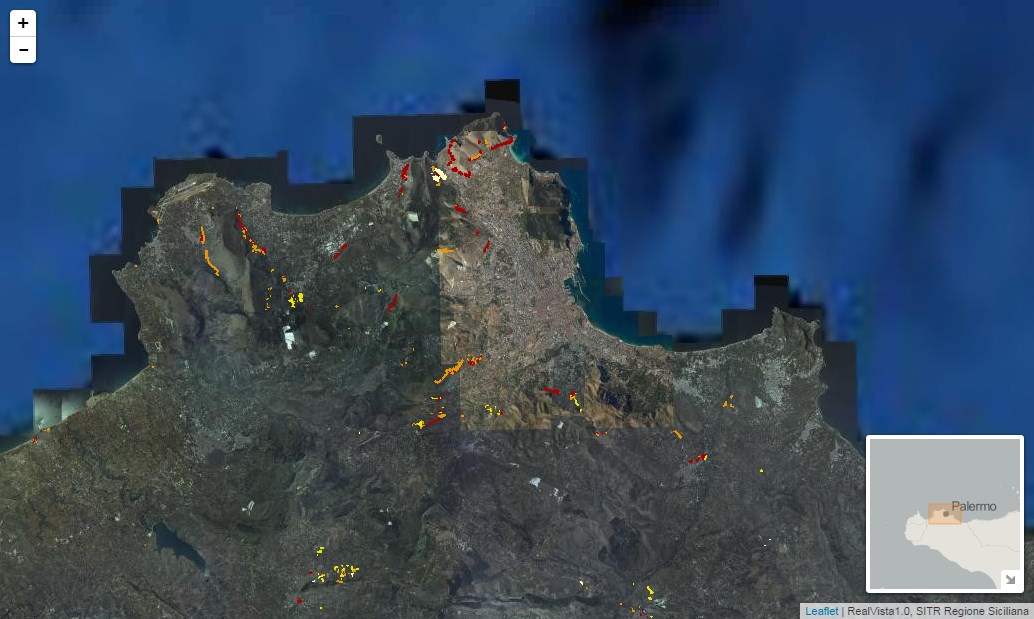 +
−
Palermo
Leaflet | RealVista1.0, SITR Regione Siciliana